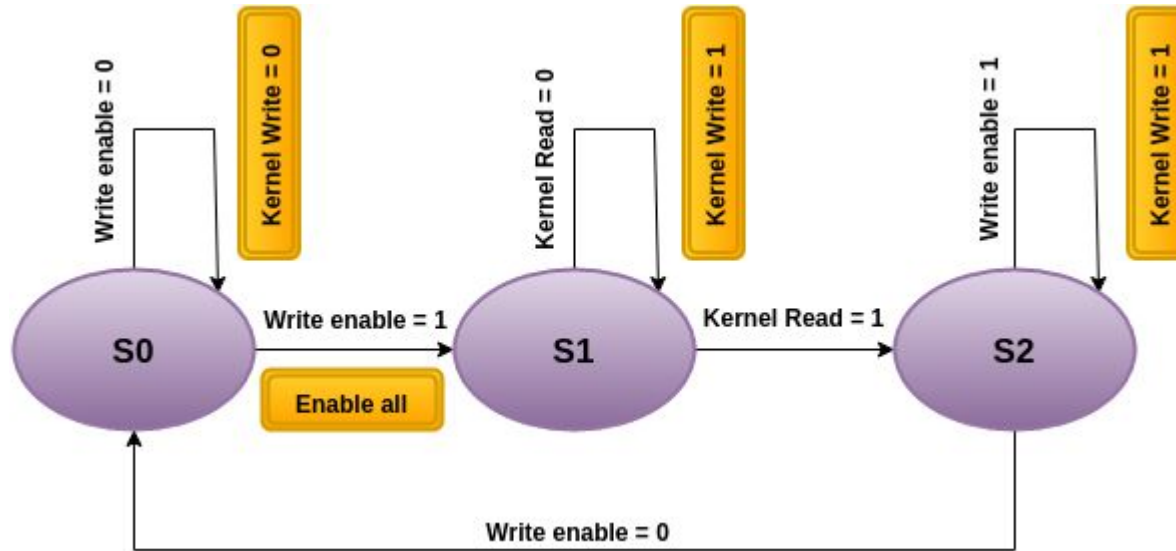 Write enable = 0
Kernel Write = 0
Kernel Read = 0
Kernel Write = 1
Write enable = 1
Kernel Write = 1
S0
Write enable = 1
Enable all
S1
Kernel Read = 1
S2
Write enable = 0